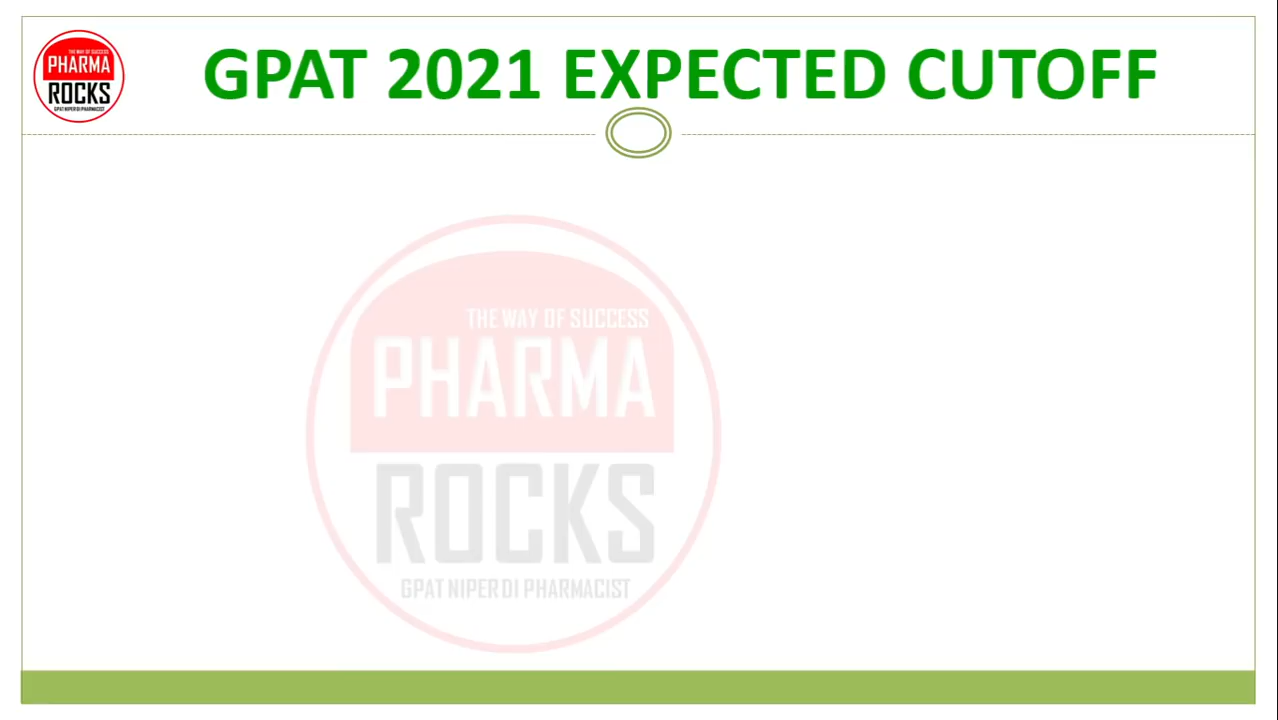 THE WAY OF SUCCESS
PHARMA
ROCKS
GPAT NIPER DI PHARMACIST
GPAT 2021 EXPECTED CUTOFF
THE WAY OF SUCCESS
PHARMA
ROCKS
GPAT NIPER DI PHARMACIST